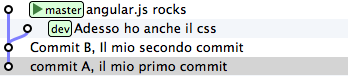 master angular.js rocks
dev Adesso ho anche il css
Commit B, Il mio secondo commit
commit A, il mio primo commit